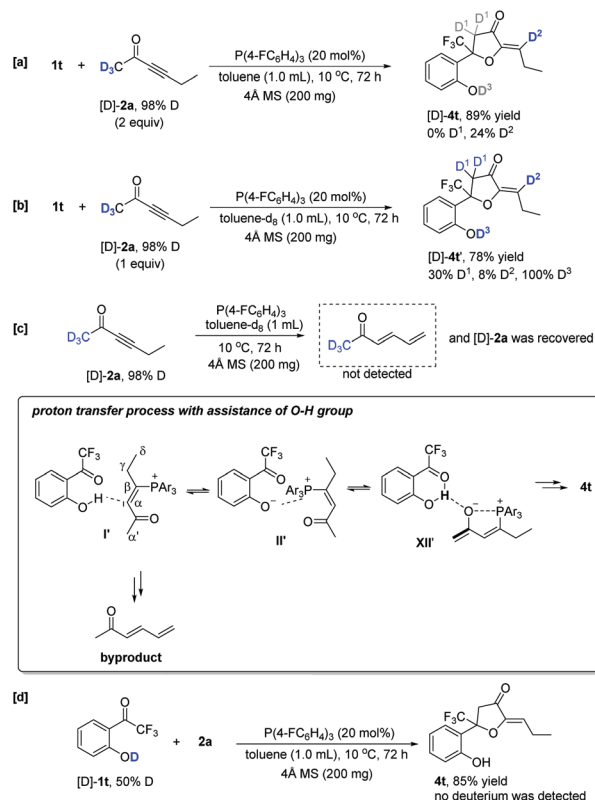 [a]
1t + D₃C
O
[D]-2a, 98% D
(2 equiv)
P(4-FC6H4)3 (20 mol%)
toluene (1.0 mL), 10 °C, 72 h
4Å MS (200 mg)
D¹ D¹ O
F₃C D²
O
OD³
[D]-4t, 89% yield
0% D¹, 24% D²
[b]
1t + D₃C
O
[D]-2a, 98% D
(1 equiv)
P(4-FC6H4)3 (20 mol%)
toluene-d₈ (1.0 mL), 10 °C, 72 h
4Å MS (200 mg)
D¹ D¹ O
F₃C D²
O
OD³
[D]-4t', 78% yield
30% D¹, 8% D², 100% D³
[c]
O
D₃C
[D]-2a, 98% D
P(4-FC6H4)3
toluene-d₈ (1 mL)
10 °C, 72 h
4Å MS (200 mg)
O
D₃C
not detected
and [D]-2a was recovered
proton transfer process with assistance of O-H group
CF₃
O
O H
δ
γ
β
α
+
PAr₃
O
α'
I'
CF₃
O
O⁻
+
PAr₃
O
II'
CF₃
O
H
O
O⁻
+
PAr₃
XII'
4t
O
byproduct
[d]
O
CF₃
OD
[D]-1t, 50% D
+ 2a
P(4-FC6H4)3 (20 mol%)
toluene (1.0 mL), 10 °C, 72 h
4Å MS (200 mg)
O
F₃C
O
OH
4t, 85% yield
no deuterium was detected